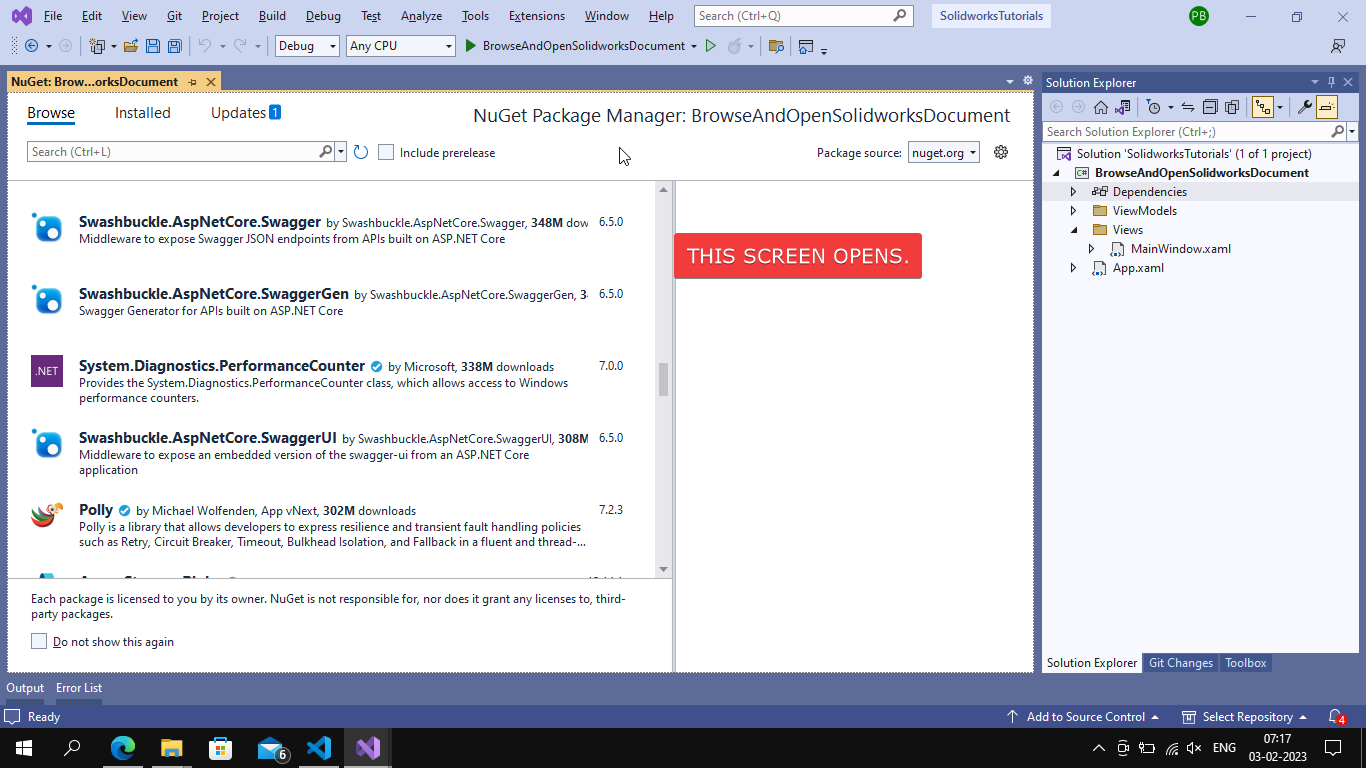 File Edit View Git Project Build Debug Test Analyze Tools Extensions Window Help Search (Ctrl+Q) SolidworksTutorials PB
Debug Any CPU BrowseAndOpenSolidworksDocument
NuGet: Brow...orksDocument
Solution Explorer
Browse Installed Updates 1
NuGet Package Manager: BrowseAndOpenSolidworksDocument
Search (Ctrl+L) Include prerelease Package source: nuget.org
Swashbuckle.AspNetCore.Swagger by Swashbuckle.AspNetCore.Swagger, 348M dow 6.5.0
Middleware to expose Swagger JSON endpoints from APIs built on ASP.NET Core
Swashbuckle.AspNetCore.SwaggerGen by Swashbuckle.AspNetCore.SwaggerGen, 6.5.0
Swagger Generator for APIs built on ASP.NET Core
.NET
System.Diagnostics.PerformanceCounter by Microsoft, 338M downloads 7.0.0
Provides the System.Diagnostics.PerformanceCounter class, which allows access to Windows
performance counters.
Swashbuckle.AspNetCore.SwaggerUI by Swashbuckle.AspNetCore.SwaggerUI, 308M 6.5.0
Middleware to expose an embedded version of the swagger-ui from an ASP.NET Core
application
Polly by Michael Wolfenden, App vNext, 302M downloads 7.2.3
Polly is a library that allows developers to express resilience and transient fault handling policies
such as Retry, Circuit Breaker, Timeout, Bulkhead Isolation, and Fallback in a fluent and thread-...
Each package is licensed to you by its owner. NuGet is not responsible for, nor does it grant any licenses to, third-
party packages.
Do not show this again
THIS SCREEN OPENS.
Search Solution Explorer (Ctrl+;)
Solution 'SolidworksTutorials' (1 of 1 project)
C# BrowseAndOpenSolidworksDocument
Dependencies
ViewModels
Views
MainWindow.xaml
App.xaml
Solution Explorer Git Changes Toolbox
Output Error List
Ready Add to Source Control Select Repository 4
6
ENG
07:17
03-02-2023